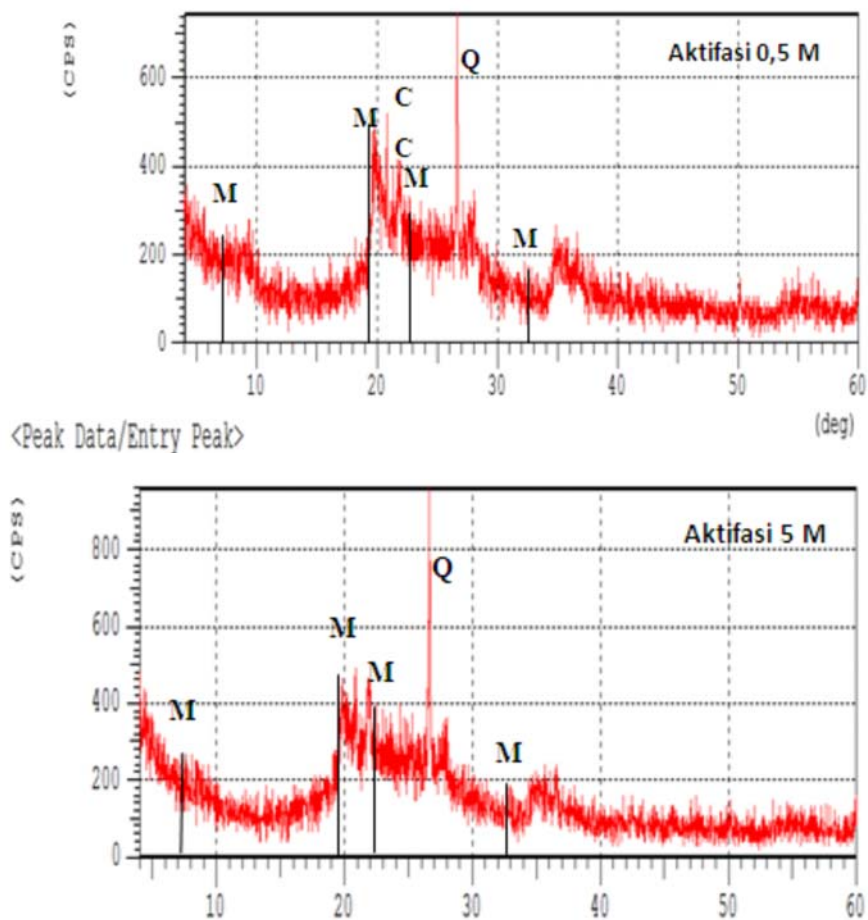 (CPS)
Aktifasi 0,5 M
Q
C
M
C
M
M
M
600
400
200
0
10 20 30 40 50 60
(deg)
<Peak Data/Entry Peak>
(CPS)
Aktifasi 5 M
Q
M
M
M
M
800
600
400
200
0
10 20 30 40 50 60